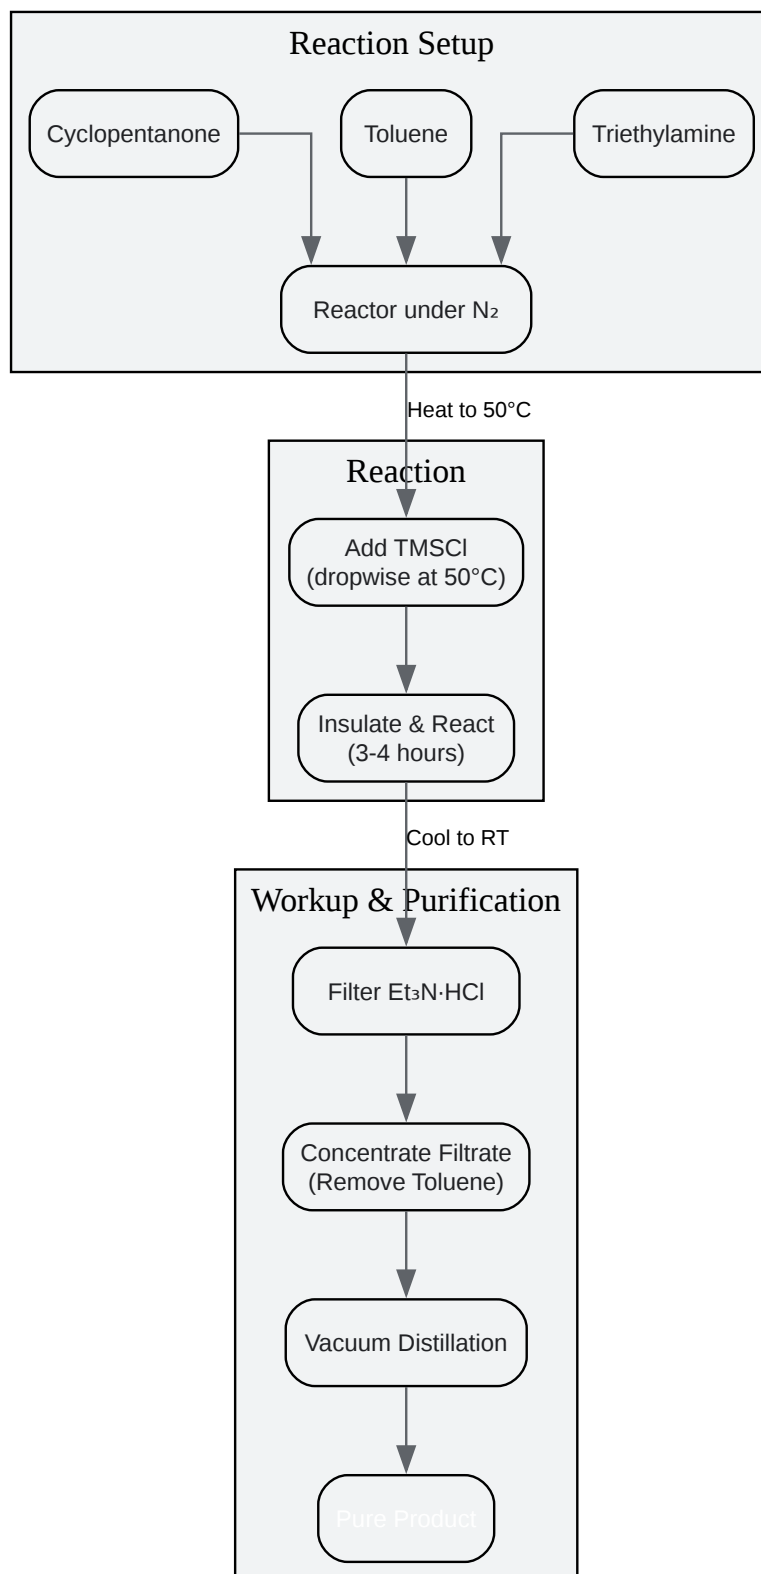 Reaction Setup
Cyclopentanone
Toluene
Triethylamine
Reactor under N₂
Heat to 50°C
Reaction
Add TMSCl
(dropwise at 50°C)
Insulate & React
(3-4 hours)
Cool to RT
Workup & Purification
Filter Et₃N·HCl
Concentrate Filtrate
(Remove Toluene)
Vacuum Distillation
Pure Product